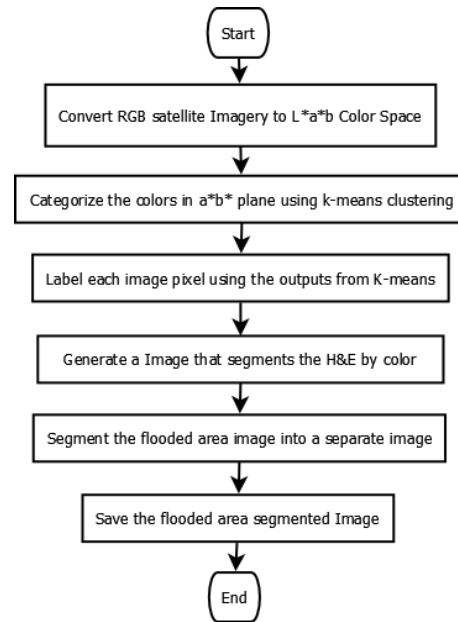 Start
Convert RGB satellite Imagery to L*a*b Color Space
Categorize the colors in a*b* plane using k-means clustering
Label each image pixel using the outputs from K-means
Generate a Image that segments the H&E by color
Segment the flooded area image into a separate image
Save the flooded area segmented Image
End